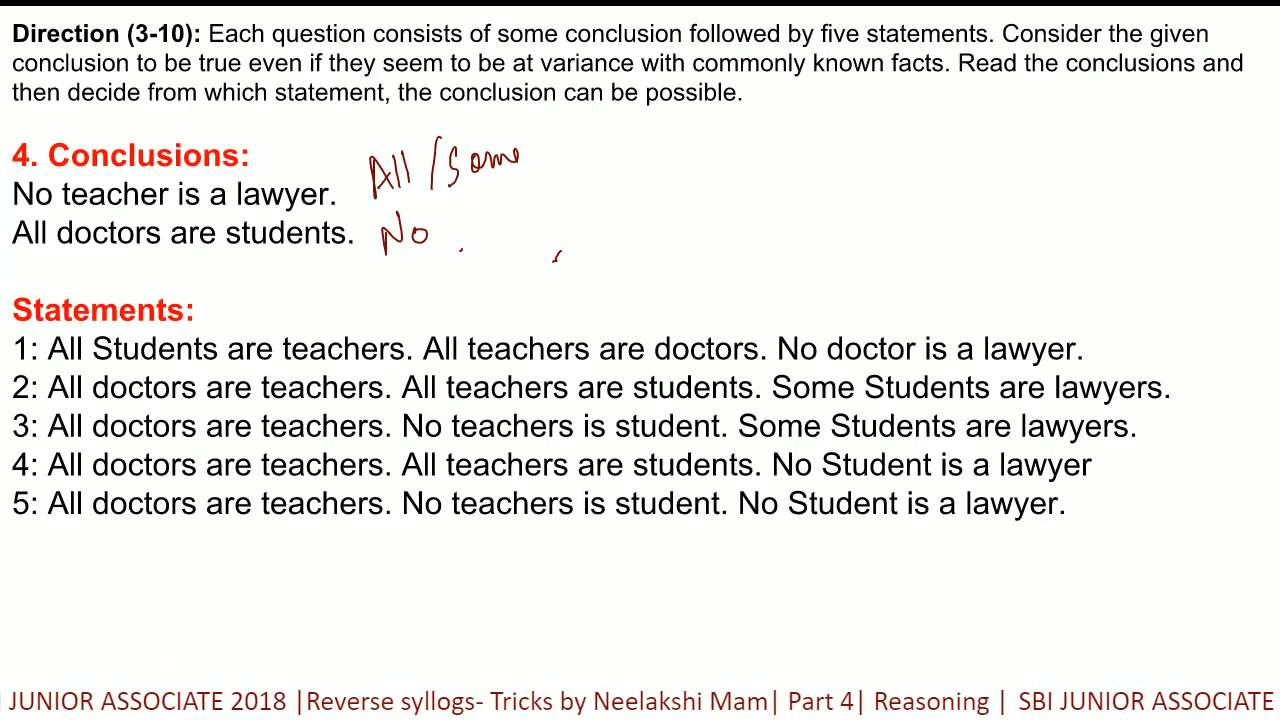 Direction (3-10): Each question consists of some conclusion followed by five statements. Consider the given
conclusion to be true even if they seem to be at variance with commonly known facts. Read the conclusions and
then decide from which statement, the conclusion can be possible.
4. Conclusions:
All / Some
No teacher is a lawyer.
All doctors are students. No
Statements:
1: All Students are teachers. All teachers are doctors. No doctor is a lawyer.
2: All doctors are teachers. All teachers are students. Some Students are lawyers.
3: All doctors are teachers. No teachers is student. Some Students are lawyers.
4: All doctors are teachers. All teachers are students. No Student is a lawyer
5: All doctors are teachers. No teachers is student. No Student is a lawyer.
JUNIOR ASSOCIATE 2018 |Reverse syllogs- Tricks by Neelakshi Mam| Part 4| Reasoning | SBI JUNIOR ASSOCIATE